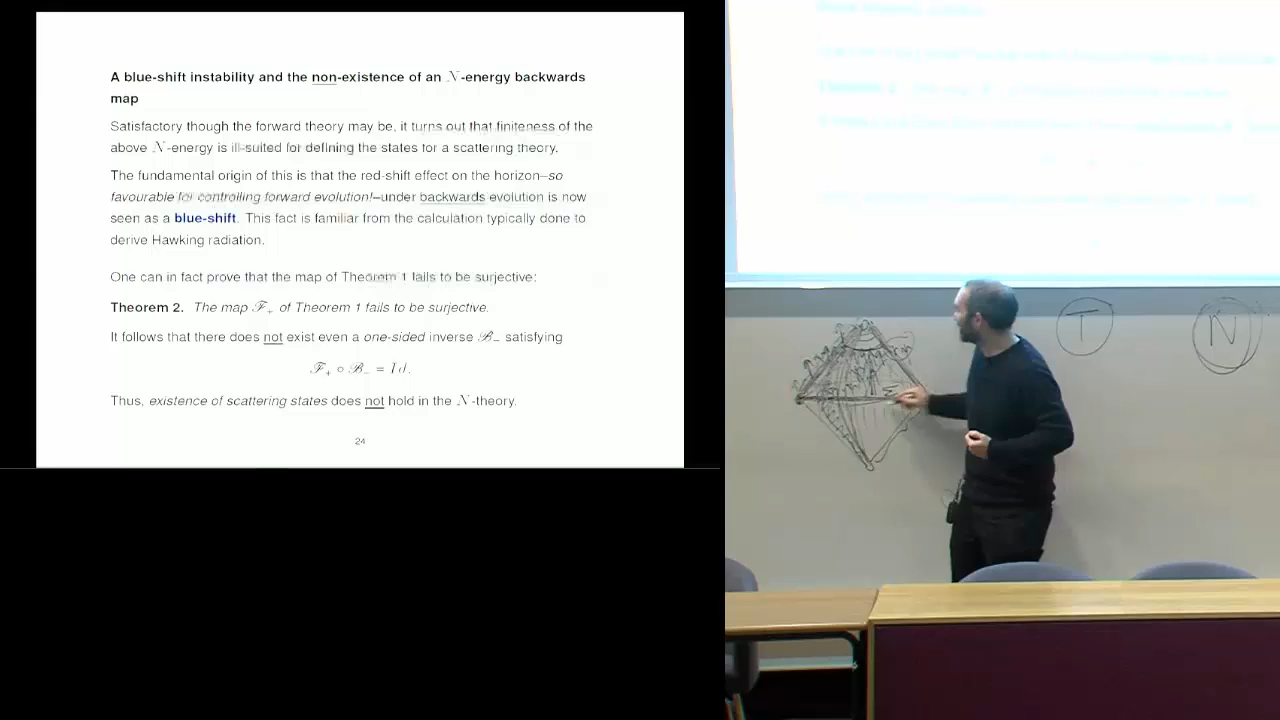 A blue-shift instability and the non-existence of an N-energy backwards
map
Satisfactory though the forward theory may be, it turns out that finiteness of the
above N-energy is ill-suited for defining the states for a scattering theory.
The fundamental origin of this is that the red-shift effect on the horizon–so
favourable for controlling forward evolution!–under backwards evolution is now
seen as a blue-shift. This fact is familiar from the calculation typically done to
derive Hawking radiation.
One can in fact prove that the map of Theorem 1 fails to be surjective:
Theorem 2. The map ℱ₊ of Theorem 1 fails to be surjective.
It follows that there does not exist even a one-sided inverse ℬ₋ satisfying
ℱ₊ ∘ ℬ₋ = Id.
Thus, existence of scattering states does not hold in the N-theory.
24
T
N